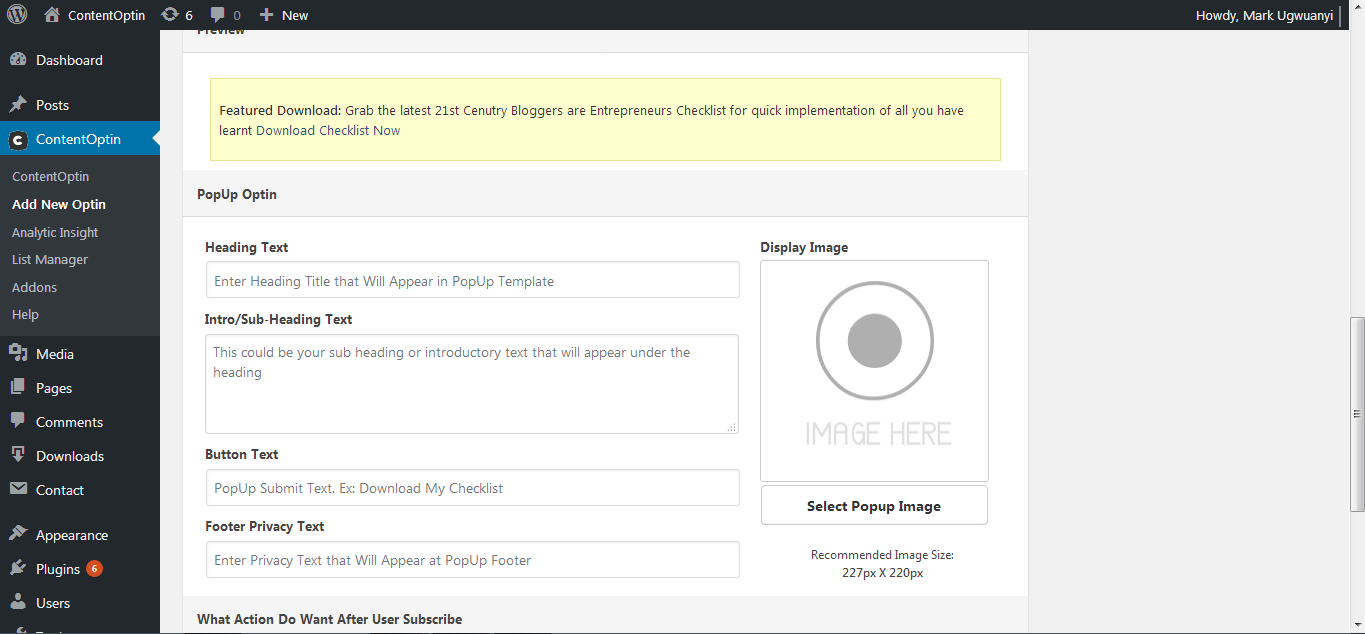 ContentOptin 6 0 New Howdy, Mark Ugwuanyi
Dashboard
Posts
ContentOptin
ContentOptin
Add New Optin
Analytic Insight
List Manager
Addons
Help
Media
Pages
Comments
Downloads
Contact
Appearance
Plugins 6
Users
Preview
Featured Download: Grab the latest 21st Cenutry Bloggers are Entrepreneurs Checklist for quick implementation of all you have
learnt Download Checklist Now
PopUp Optin
Heading Text
Enter Heading Title that Will Appear in PopUp Template
Intro/Sub-Heading Text
This could be your sub heading or introductory text that will appear under the
heading
Button Text
PopUp Submit Text. Ex: Download My Checklist
Footer Privacy Text
Enter Privacy Text that Will Appear at PopUp Footer
Display Image
IMAGE HERE
Select Popup Image
Recommended Image Size:
227px X 220px
What Action Do Want After User Subscribe